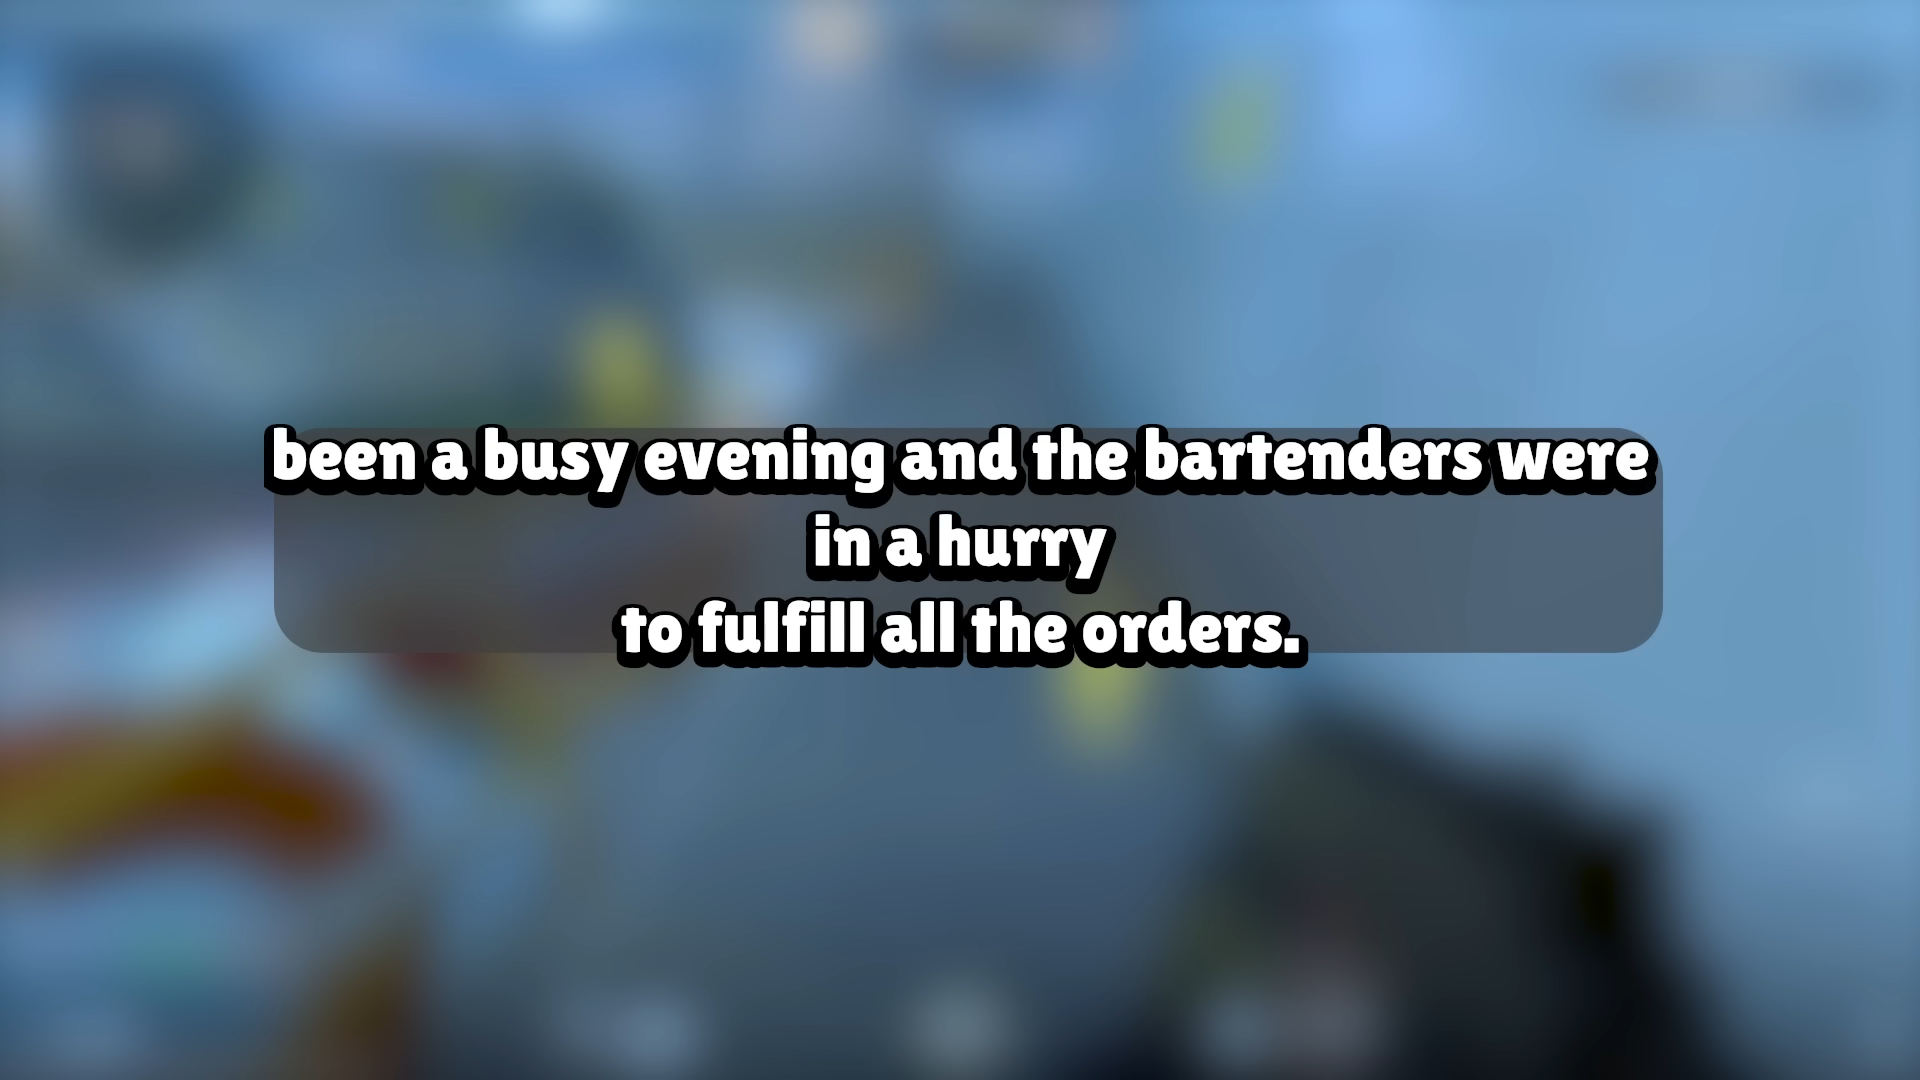 been a busy evening and the bartenders were
in a hurry
to fulfill all the orders.